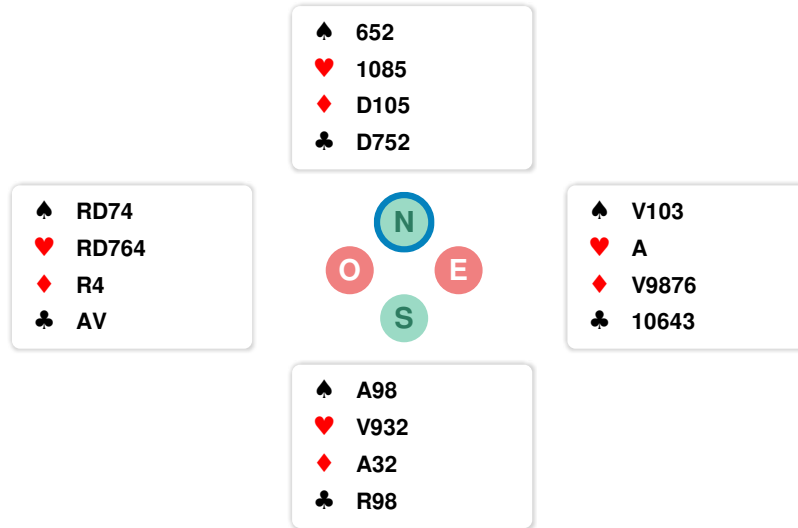 ♠ 652
♥ 1085
♦ D105
♣ D752
♠ RD74
♥ RD764
♦ R4
♣ AV
N
O
E
S
♠ V103
♥ A
♦ V9876
♣ 10643
♠ A98
♥ V932
♦ A32
♣ R98